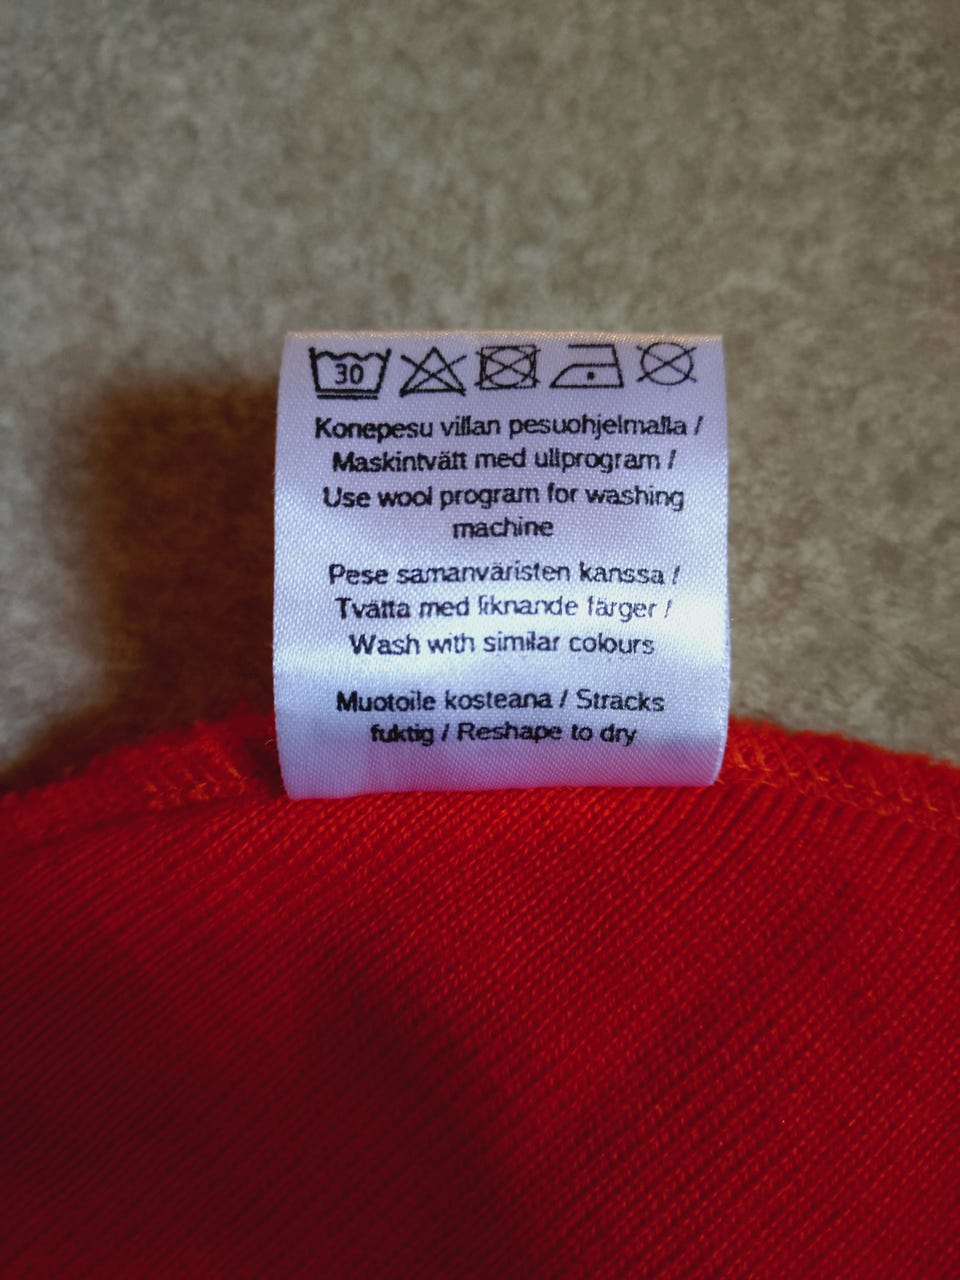 30
Konepesu villan pesuohjelmalla /
Maskintvätt med ullprogram /
Use wool program for washing
machine
Pese samanväristen kanssa /
Tvätta med liknande färger /
Wash with similar colours
Muotoile kosteana / Sträcks
fuktig / Reshape to dry